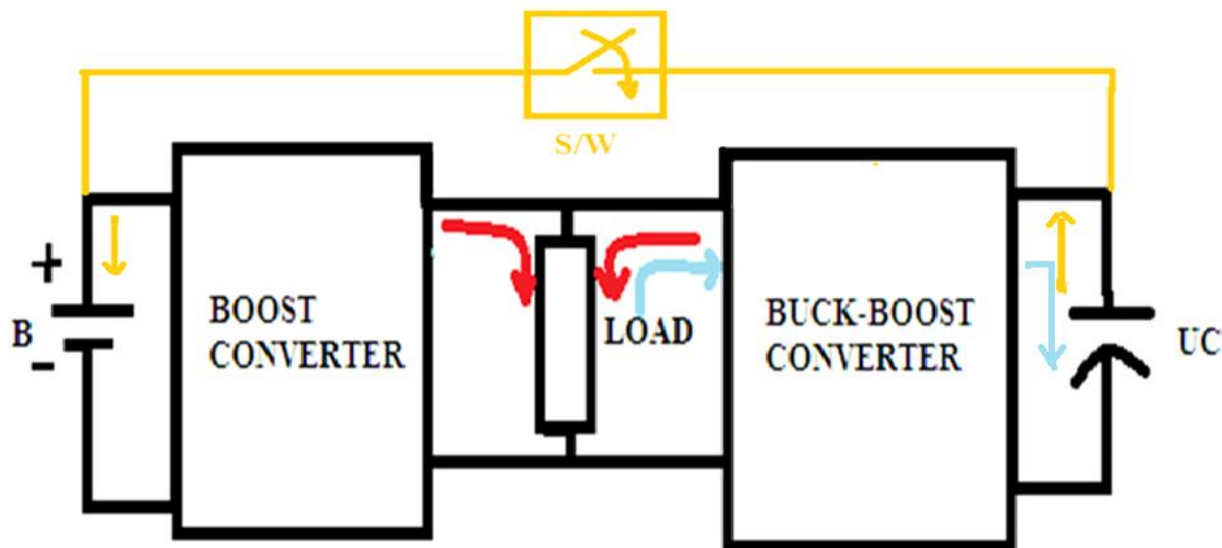 S/W
+
B
-
BOOST
CONVERTER
LOAD
BUCK-BOOST
CONVERTER
UC